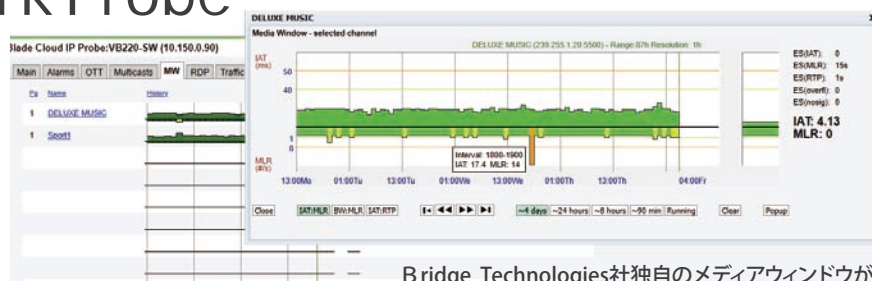 DELUXE MUSIC
Media Window - selected channel
DELUXE MUSIC (239.255.1.20:5500) - Range:87h Resolution: 1h
IAT
(ms)
50
40
1
6
MLR
(#/s)
Interval: 1800-1900
IAT: 17.4 MLR: 14
13:00Mo 01:00Tu 13:00Tu 01:00We 13:00We 01:00Th 13:00Th 04:00Fr
ES(IAT): 0
ES(MLR): 15s
ES(RTP): 1s
ES(overfl): 0
ES(nosig): 0
IAT: 4.13
MLR: 0
Close IAT:MLR BW:MLR IAT:RTP ~4 days ~24 hours ~8 hours ~90 min Running Clear Popup
Blade Cloud IP Probe:VB220-SW (10.150.0.90)
Main Alarms OTT Multicasts MW RDP Traffic
Pg Name History
1 DELUXE MUSIC
1 Sport1
Bridge Technologies社独自のメディアウィンドウが